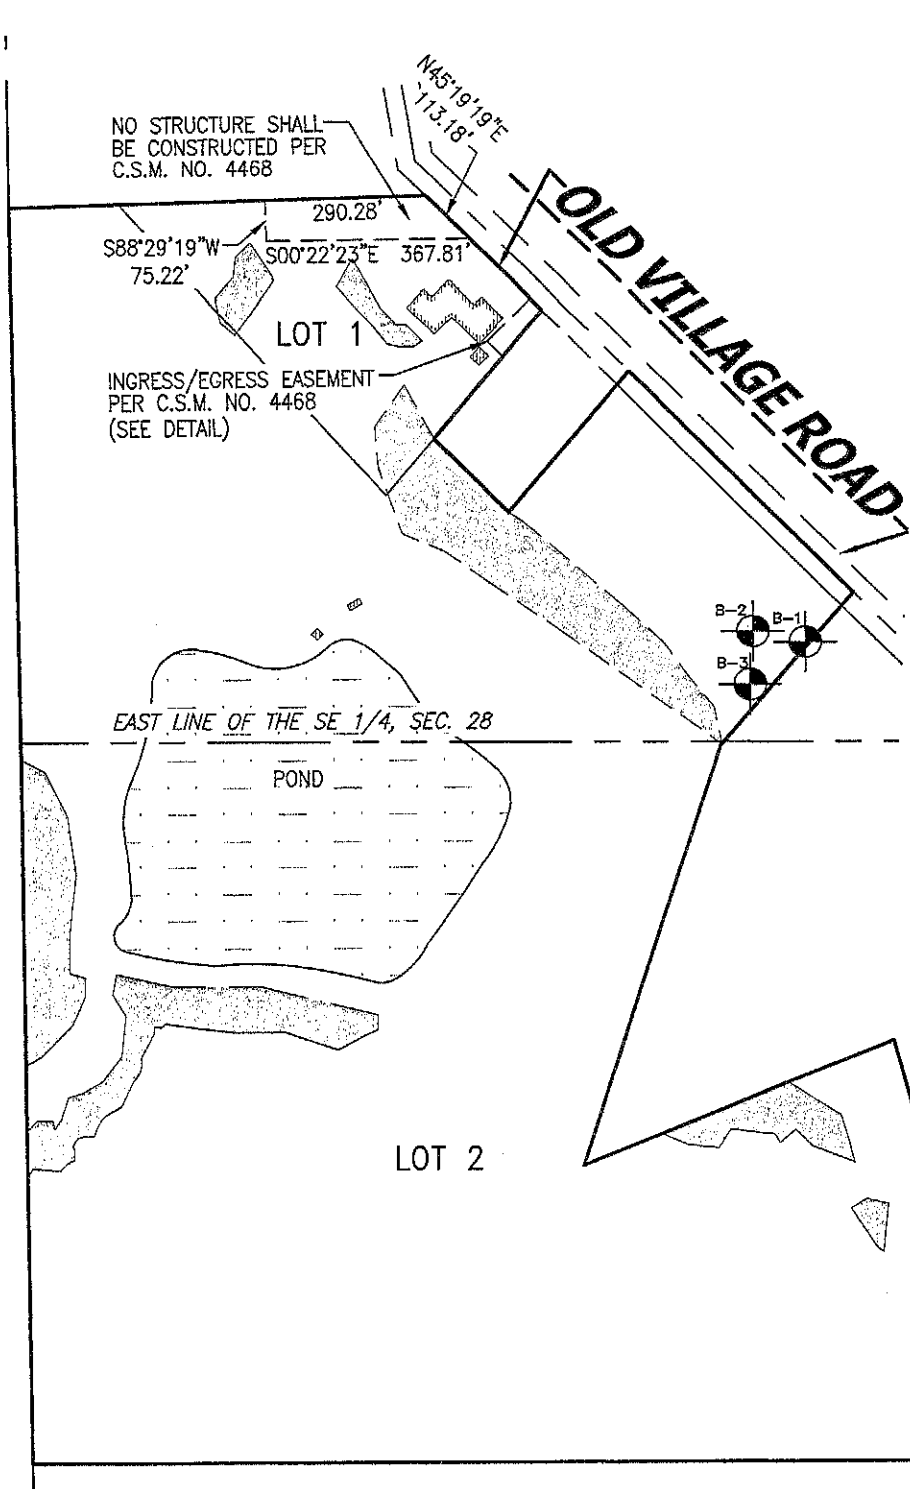 N45°19'19"E
113.18'
NO STRUCTURE SHALL
BE CONSTRUCTED PER
C.S.M. NO. 4468
290.28'
S88°29'19"W
75.22'
S00°22'23"E 367.81'
OLD VILLAGE ROAD
LOT 1
INGRESS/EGRESS EASEMENT
PER C.S.M. NO. 4468
(SEE DETAIL)
B-2
B-1
B-3
EAST LINE OF THE SE 1/4, SEC. 28
POND
LOT 2